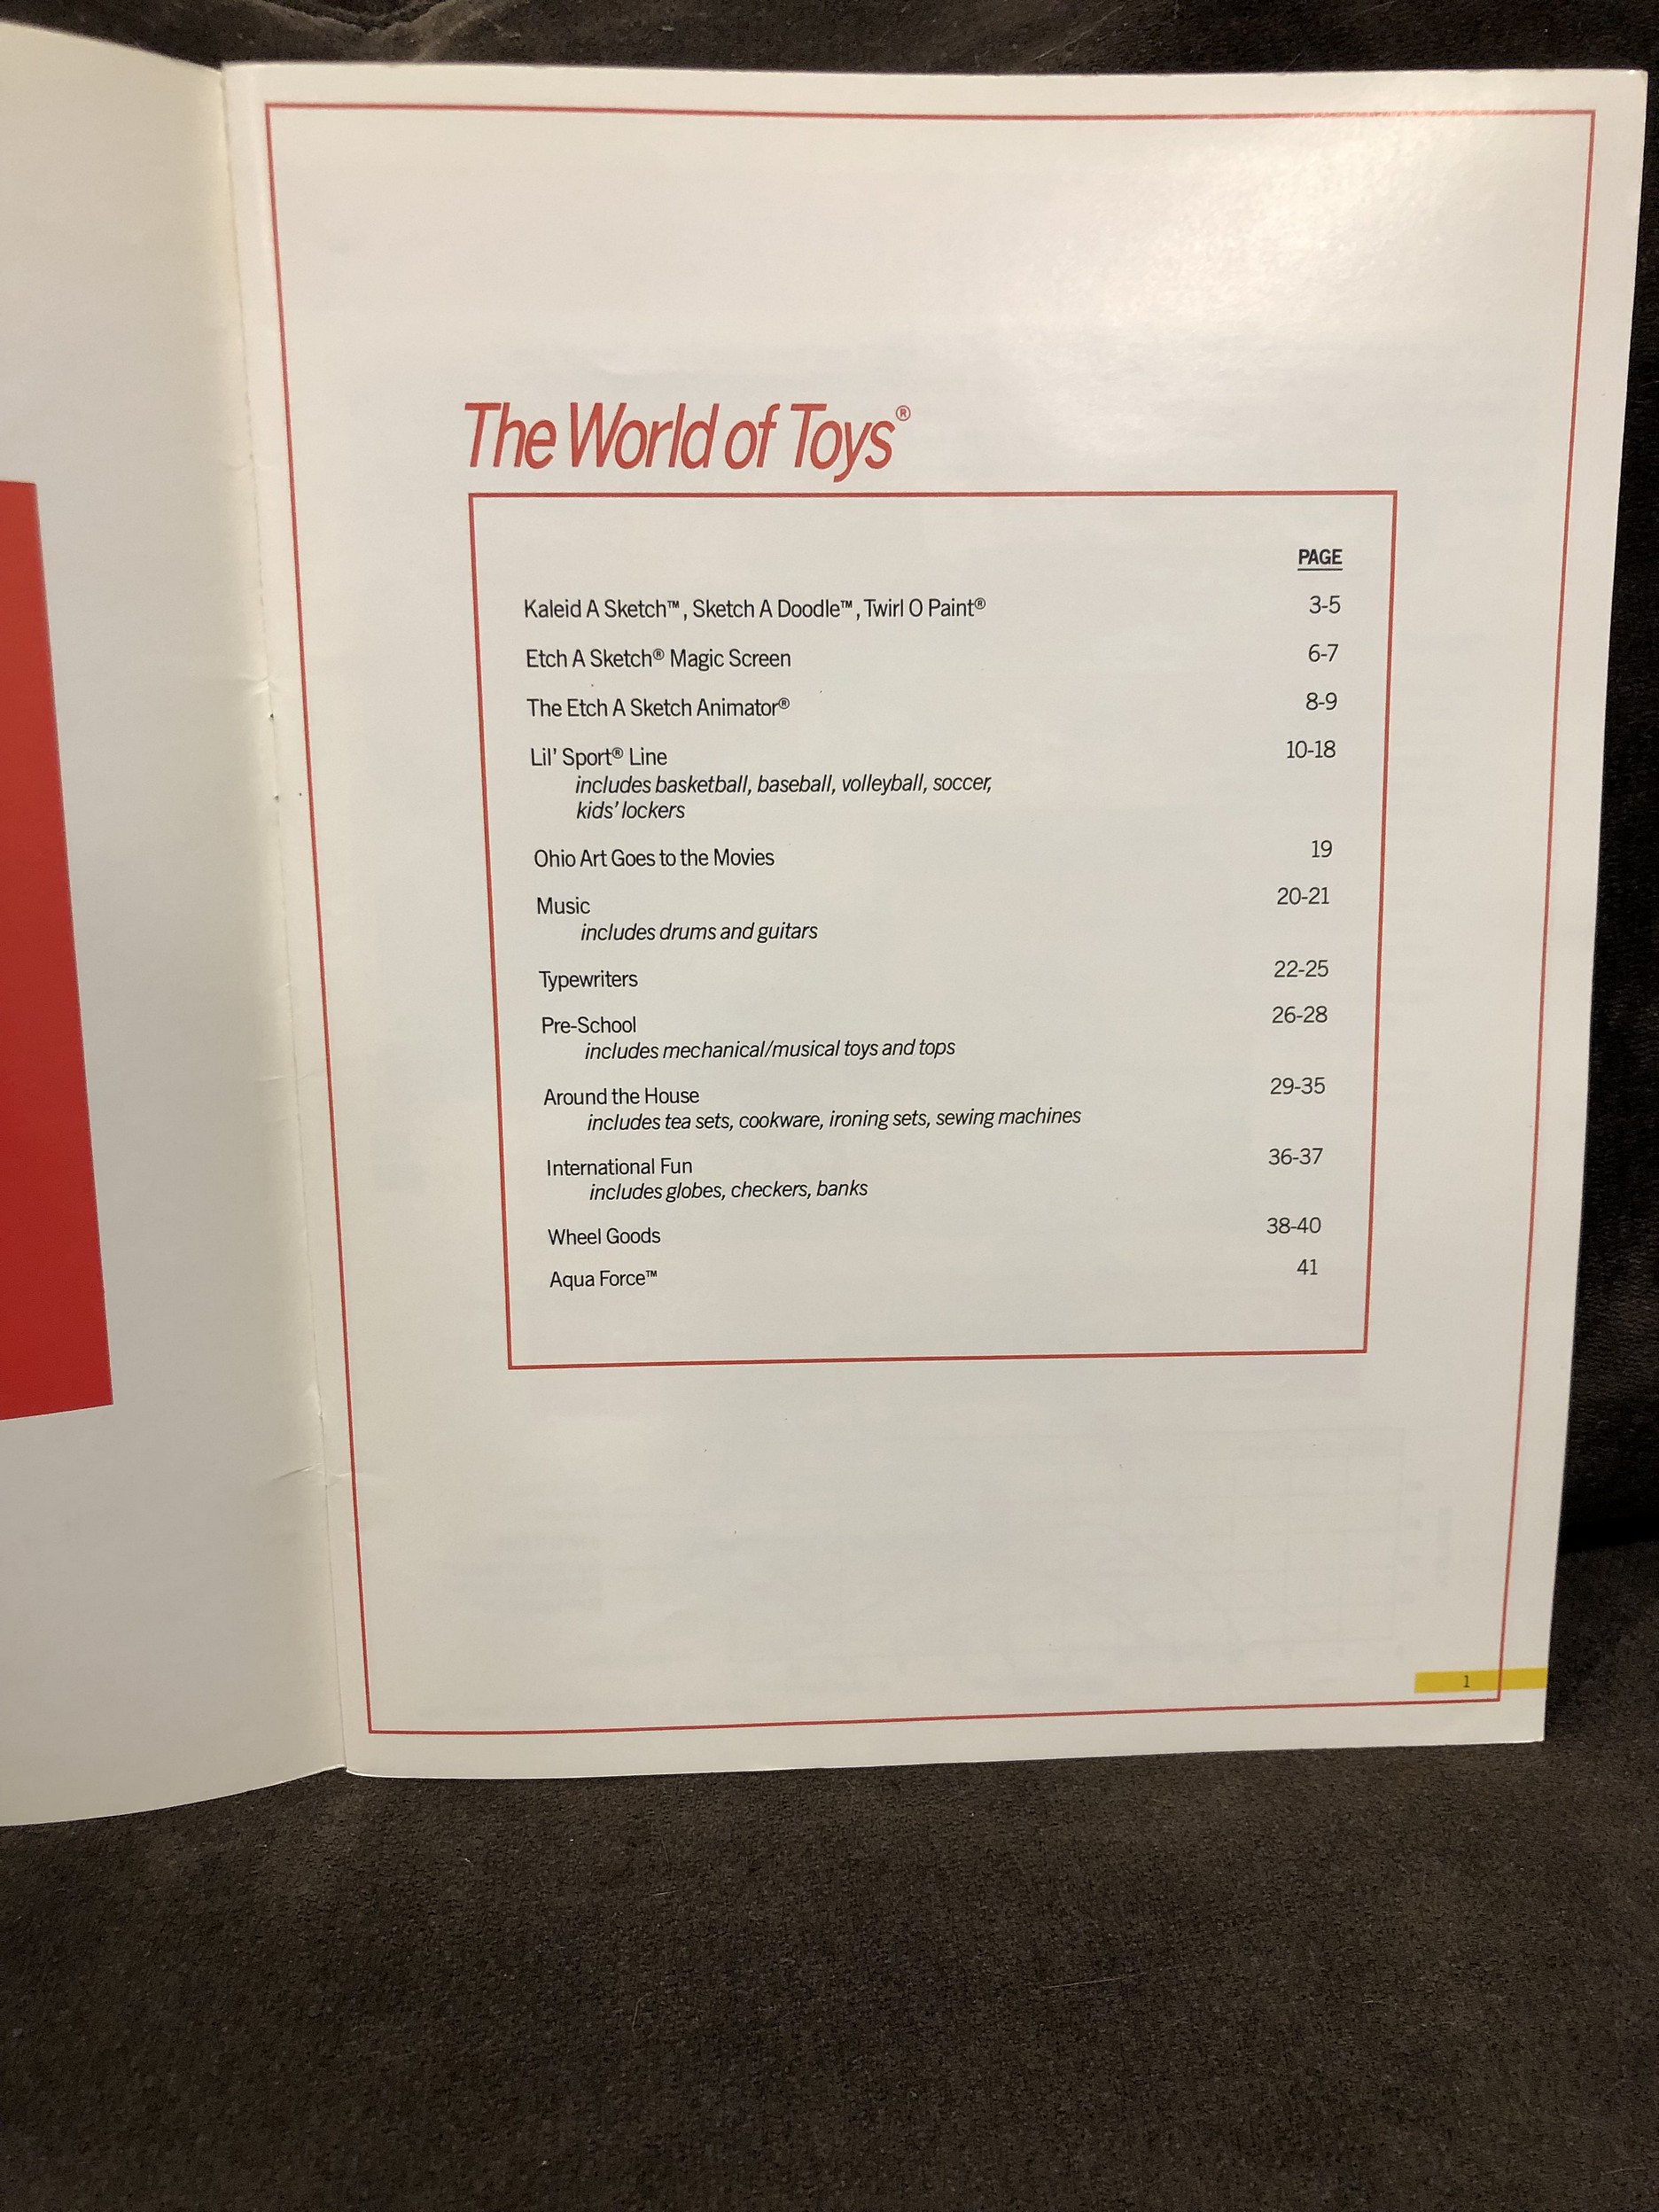 The World of Toys®
PAGE
Kaleid A Sketch™, Sketch A Doodle™, Twirl O Paint® 3-5
Etch A Sketch® Magic Screen 6-7
The Etch A Sketch Animator® 8-9
Lil' Sport® Line 10-18
includes basketball, baseball, volleyball, soccer,
kids' lockers
Ohio Art Goes to the Movies 19
Music 20-21
includes drums and guitars
Typewriters 22-25
Pre-School 26-28
includes mechanical/musical toys and tops
Around the House 29-35
includes tea sets, cookware, ironing sets, sewing machines
International Fun 36-37
includes globes, checkers, banks
Wheel Goods 38-40
Aqua Force™ 41
1